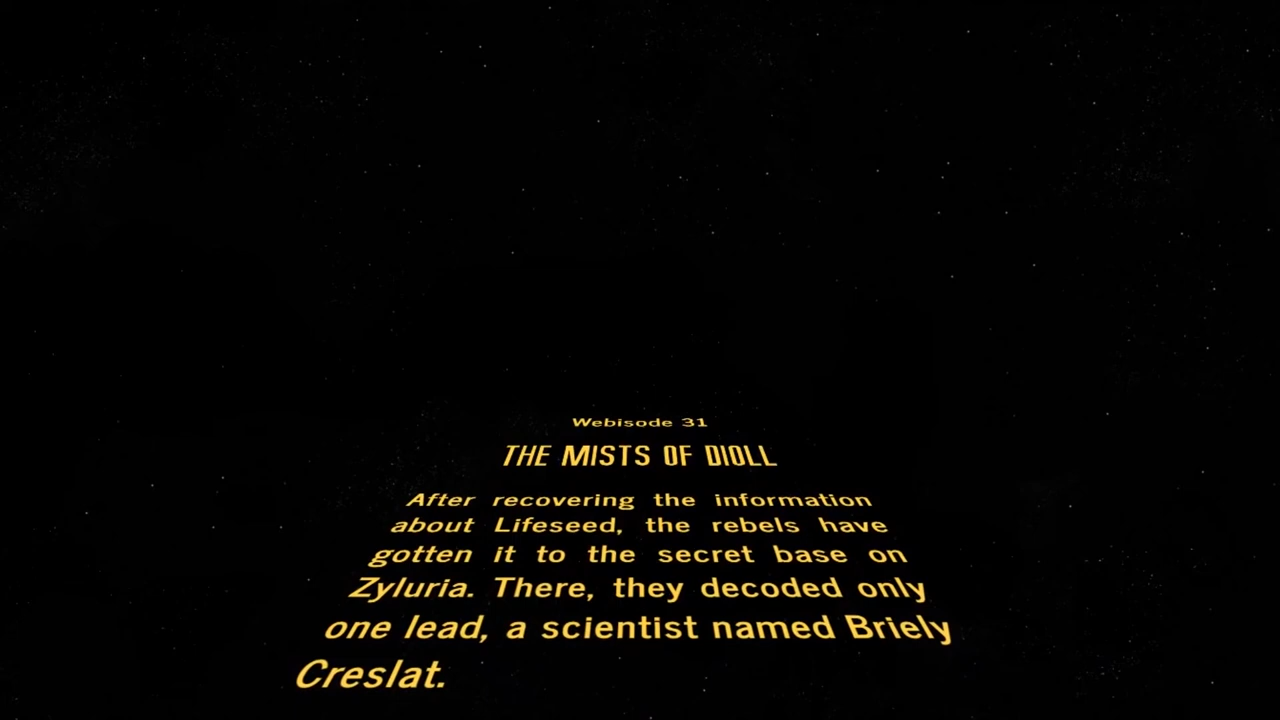 Webisode 31
THE MISTS OF DIOLL
After recovering the information
about Lifeseed, the rebels have
gotten it to the secret base on
Zyluria. There, they decoded only
one lead, a scientist named Briely
Creslat.